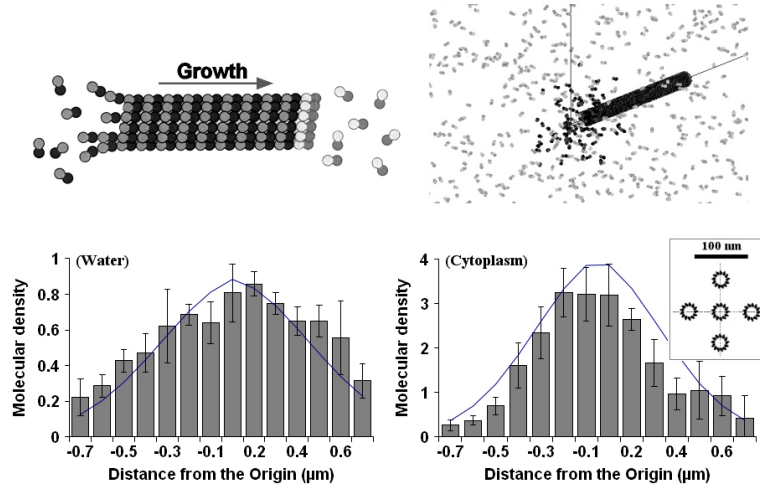 Growth
1
0.8
0.6
0.4
0.2
0
(Water)
Molecular density
-0.7 -0.5 -0.3 -0.1 0.2 0.4 0.6
Distance from the Origin (µm)
4
3
2
1
0
(Cytoplasm)
100 nm
Molecular density
-0.7 -0.5 -0.3 -0.1 0.2 0.4 0.6
Distance from the Origin (µm)